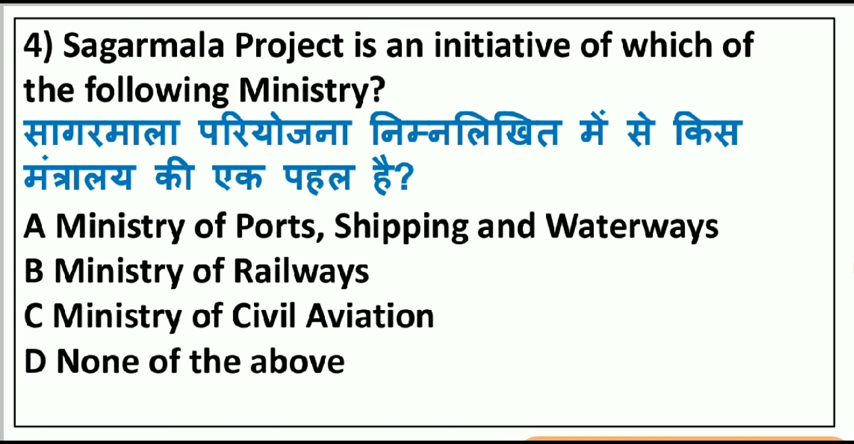 4) Sagarmala Project is an initiative of which of
the following Ministry?
सागरमाला परियोजना निम्नलिखित में से किस
मंत्रालय की एक पहल है?
A Ministry of Ports, Shipping and Waterways
B Ministry of Railways
C Ministry of Civil Aviation
D None of the above